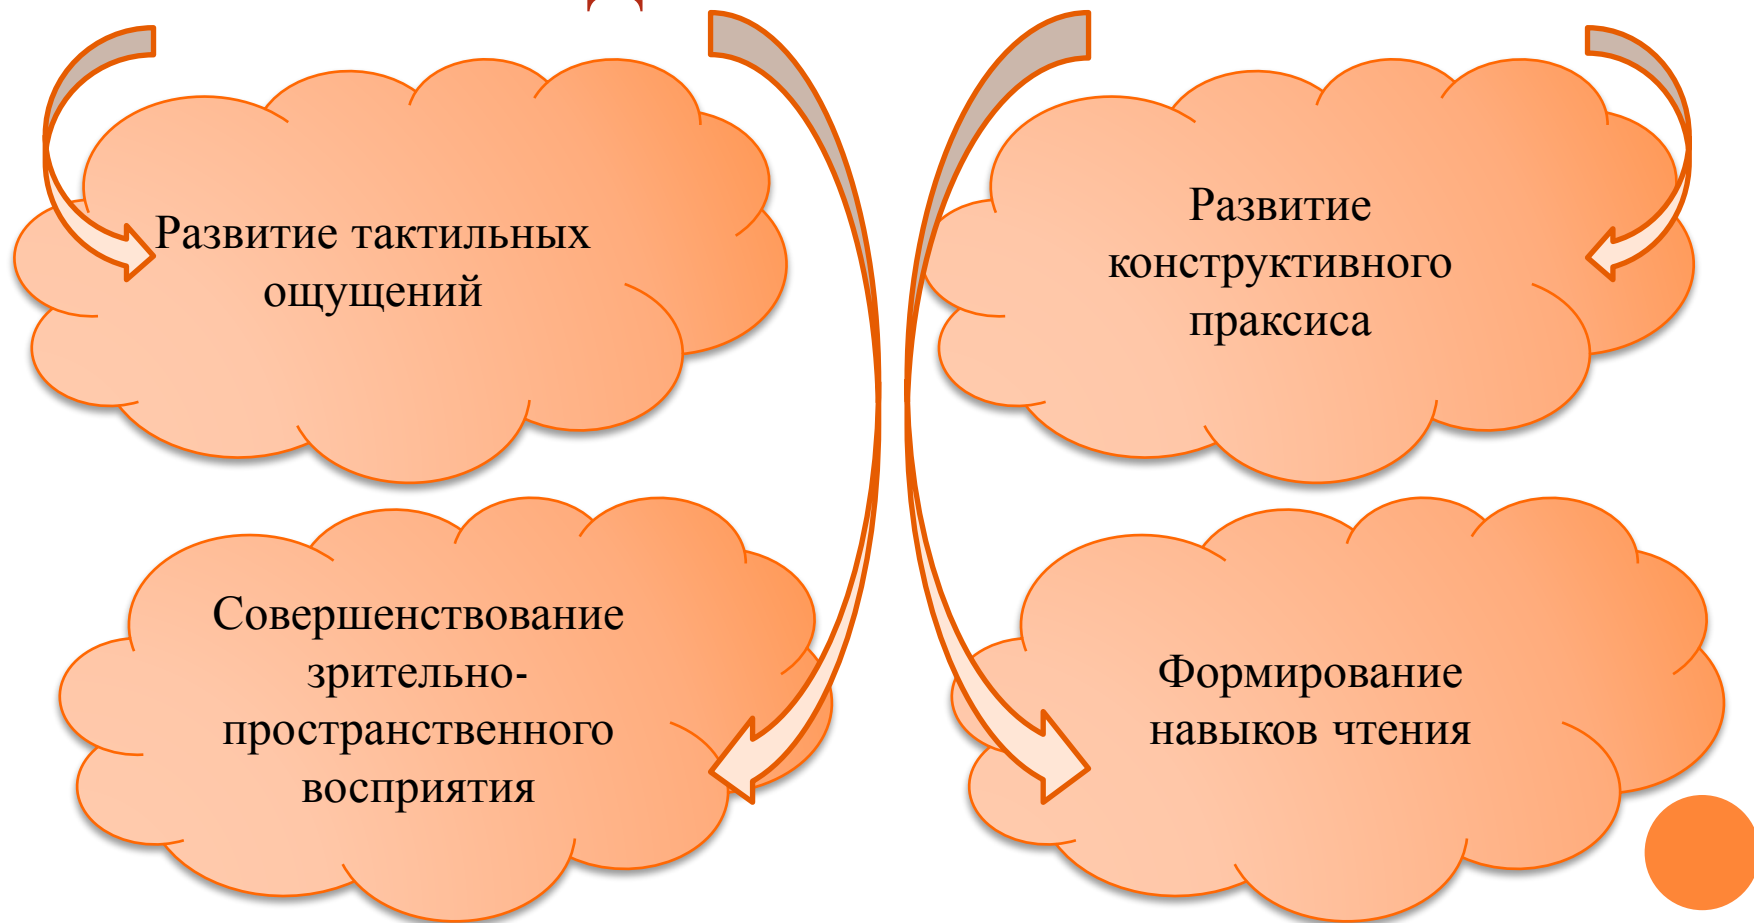 Развитие тактильных
ощущений
Развитие
конструктивного
праксиса
Совершенствование
зрительно-
пространственного
восприятия
Формирование
навыков чтения